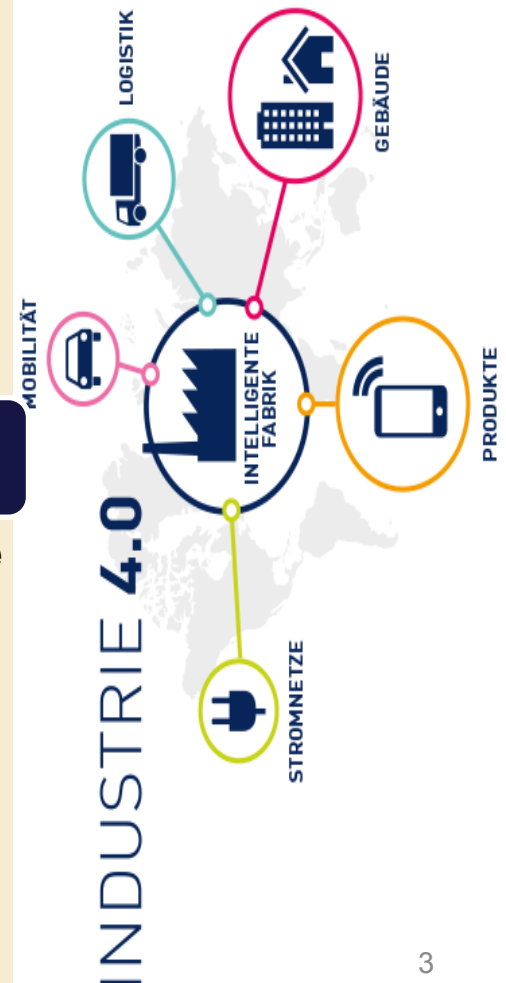 INDUSTRIE 4.0
STROMNETZE
MOBILITÄT
INTELLIGENTE
FABRIK
LOGISTIK
PRODUKTE
GEBÄUDE
3